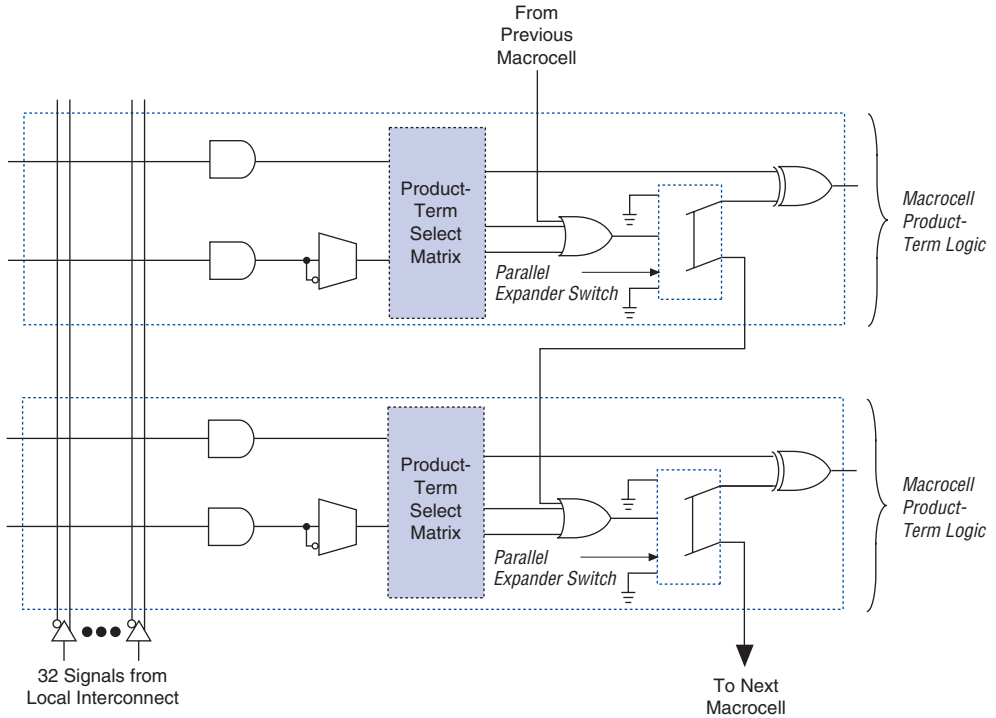 From
Previous
Macrocell
Product-
Term
Select
Matrix
Macrocell
Product-
Term Logic
Parallel
Expander Switch
Product-
Term
Select
Matrix
Macrocell
Product-
Term Logic
Parallel
Expander Switch
32 Signals from
Local Interconnect
To Next
Macrocell